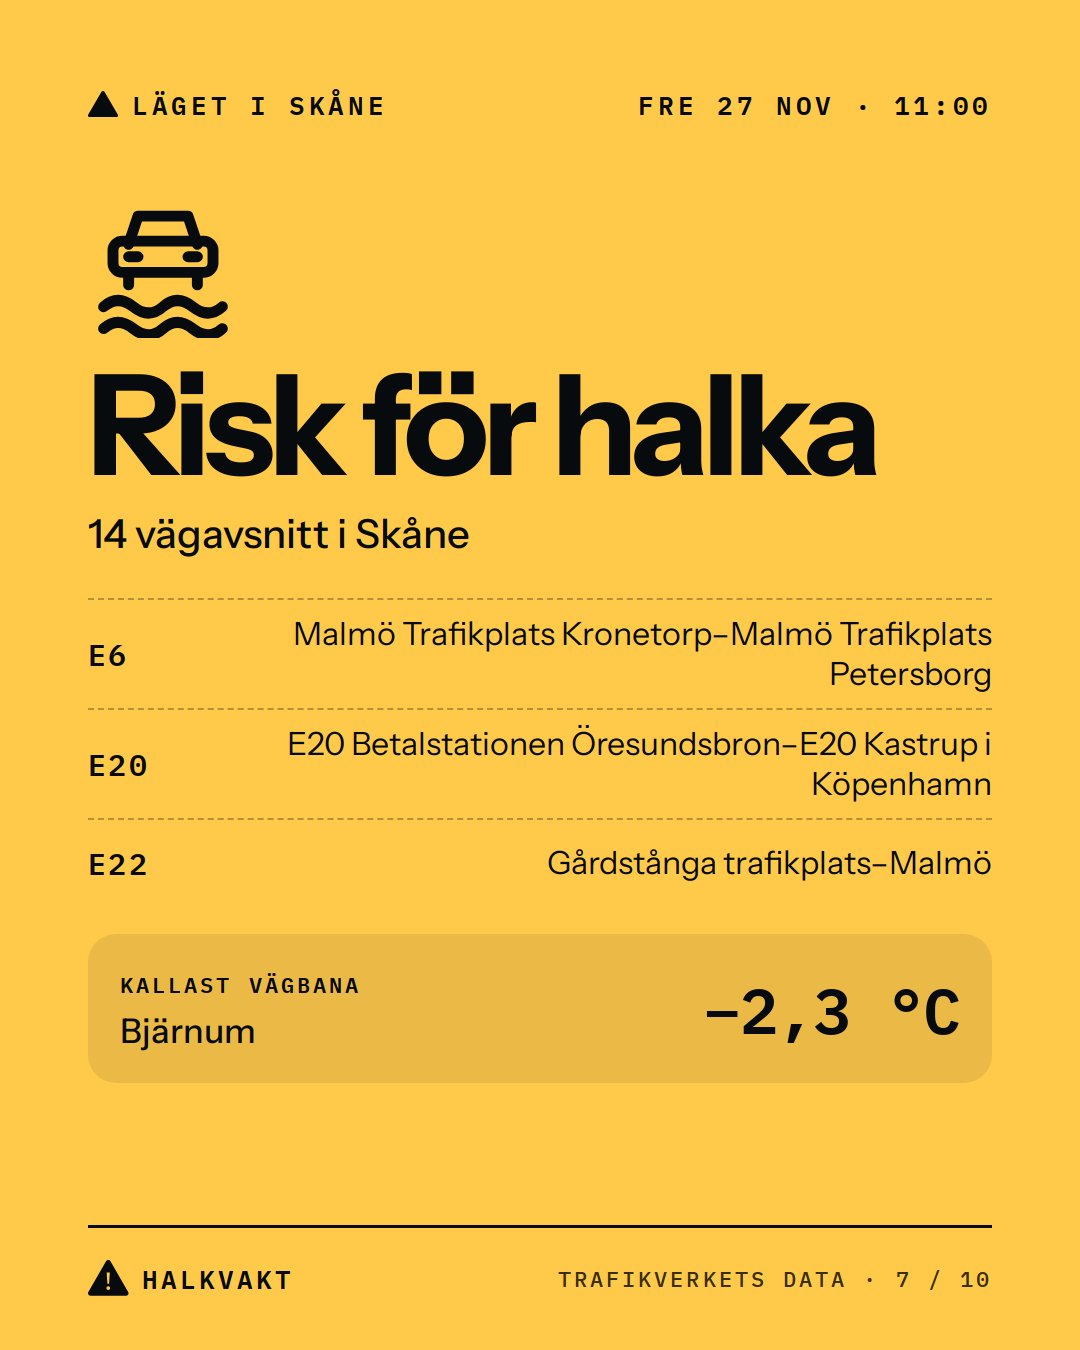 LÄGET I SKÅNE
FRE 27 NOV · 11:00
Risk för halka
14 vägavsnitt i Skåne
E6
Malmö Trafikplats Kronetorp–Malmö Trafikplats
Petersborg
E20
E20 Betalstationen Öresundsbron–E20 Kastrup i
Köpenhamn
E22
Gårdstånga trafikplats–Malmö
KALLAST VÄGBANA
Bjärnum
−2,3 °C
HALKVAKT
TRAFIKVERKETS DATA · 7 / 10